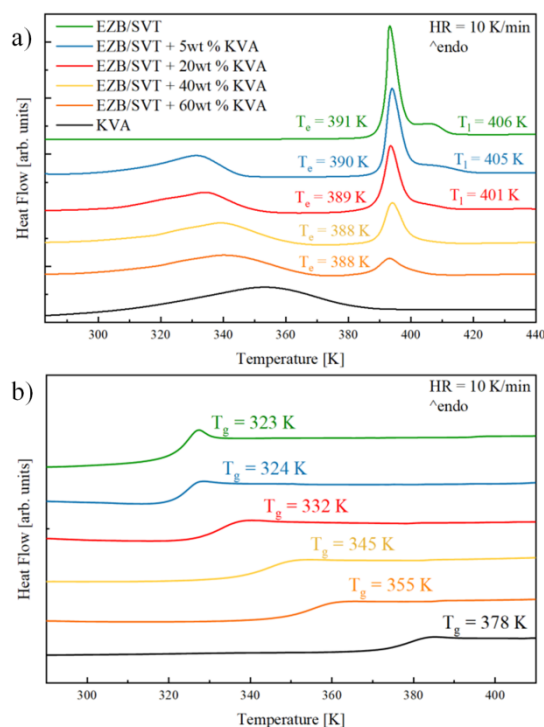 a)
HR = 10 K/min
^endo
EZB/SVT
EZB/SVT + 5wt % KVA
EZB/SVT + 20wt % KVA
EZB/SVT + 40wt % KVA
EZB/SVT + 60wt % KVA
KVA
Te = 391 K
Tl = 406 K
Te = 390 K
Tl = 405 K
Te = 389 K
Tl = 401 K
Te = 388 K
Te = 388 K
Heat Flow [arb. units]
300 320 340 360 380 400 420 440
Temperature [K]
b)
HR = 10 K/min
^endo
Tg = 323 K
Tg = 324 K
Tg = 332 K
Tg = 345 K
Tg = 355 K
Tg = 378 K
Heat Flow [arb. units]
300 320 340 360 380 400
Temperature [K]